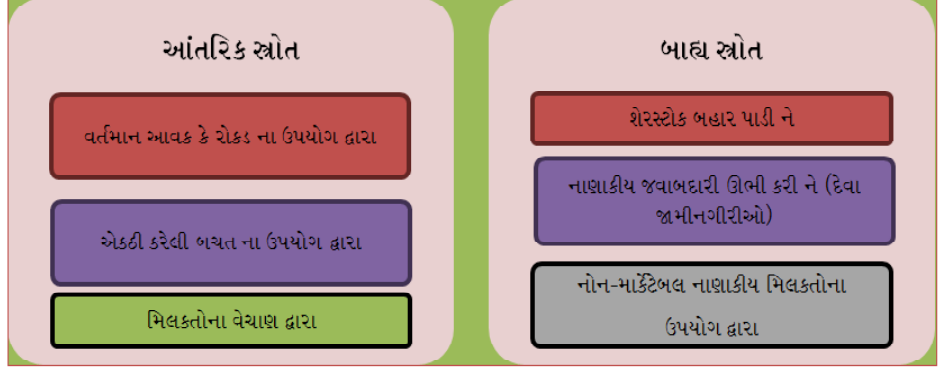 આંતરિક સ્ત્રોત
વર્તમાન આવક કે રોકડ ના ઉપયોગ દ્વારા
એકઠી કરેલી બચત ના ઉપયોગ દ્વારા
મિલકતોના વેચાણ દ્વારા
બાહ્ય સ્ત્રોત
શેરસ્ટોક બહાર પાડી ને
નાણાકીય જવાબદારી ઊભી કરી ને (દેવા
જામીનગીરીઓ)
નોન-માર્કેટેબલ નાણાકીય મિલકતોના
ઉપયોગ દ્વારા